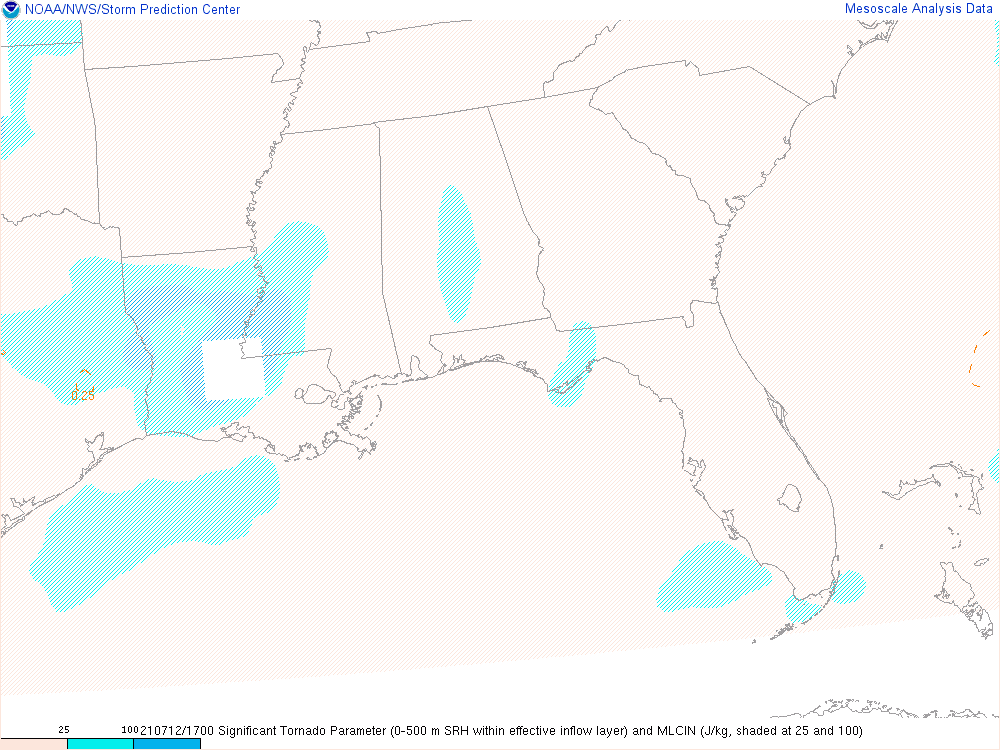 NOAA/NWS/Storm Prediction Center
Mesoscale Analysis Data
0.25
25
100
210712/1700 Significant Tornado Parameter (0-500 m SRH within effective inflow layer) and MLCIN (J/kg, shaded at 25 and 100)